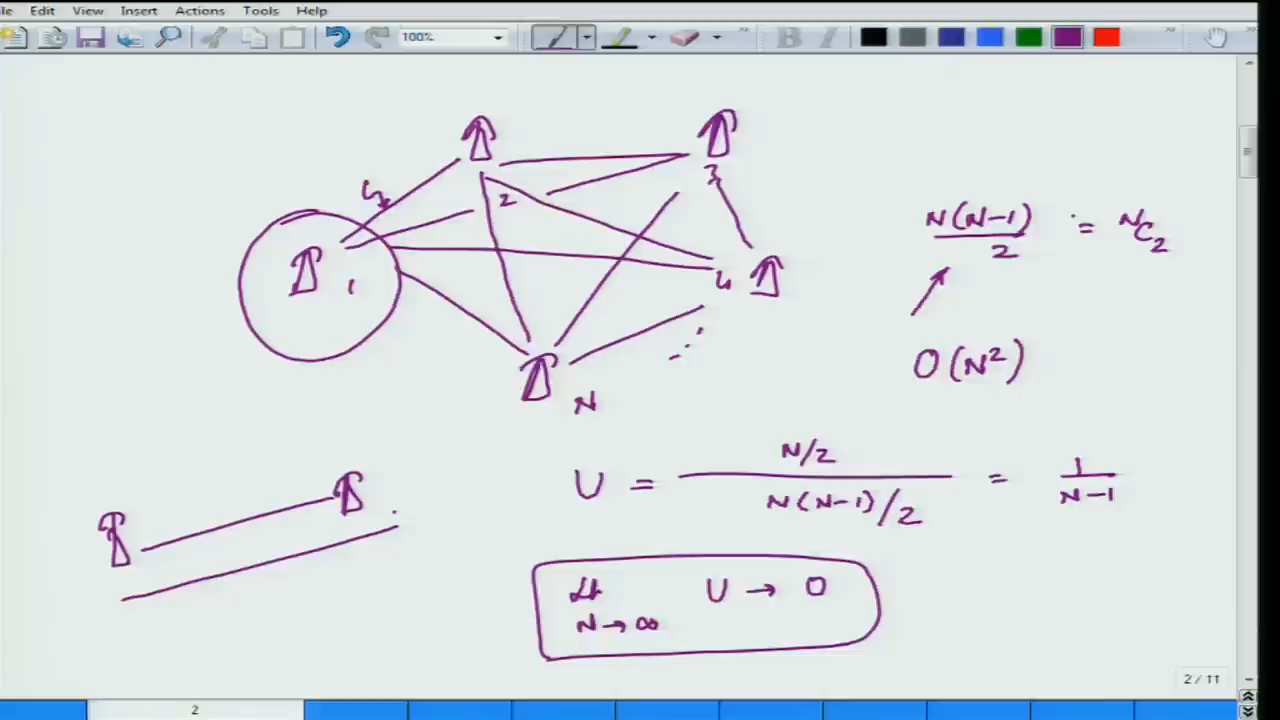 Edit View Insert Actions Tools Help
100%
2
3
1
4
N
N(N-1)/2 = ᴺC₂
O(N²)
U = (N/2) / (N(N-1)/2) = 1/(N-1)
Lt N→∞ U → 0
2 / 11
2